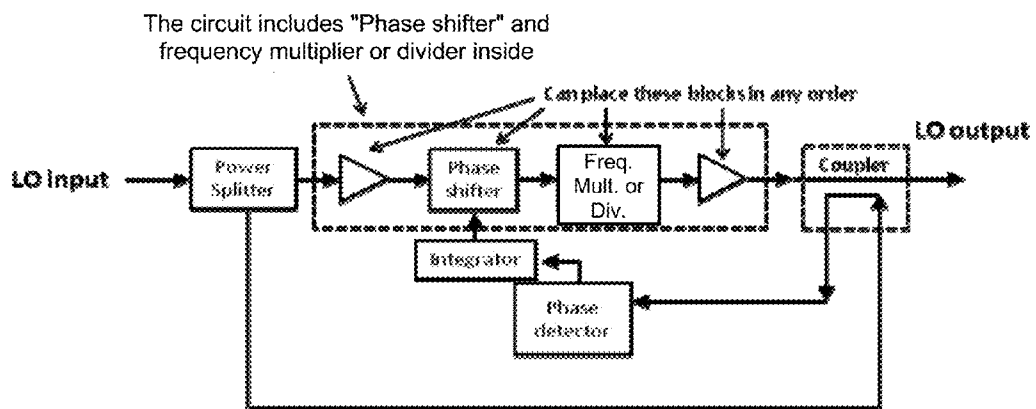 The circuit includes "Phase shifter" and
frequency multiplier or divider inside
Can place these blocks in any order
LO output
LO input
Power
Splitter
Phase
shifter
Freq.
Mult. or
Div.
Coupler
Integrator
Phase
detector